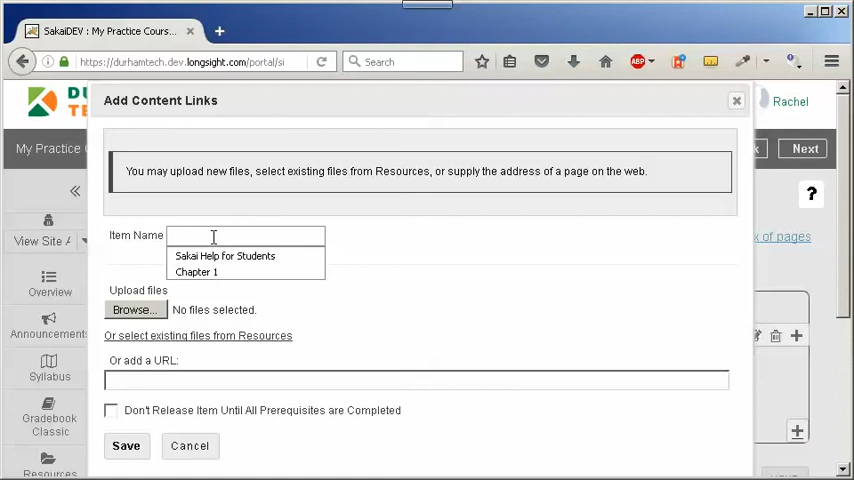 SakaiDEV : My Practice Cours...
https://durhamtech.dev.longsight.com/portal/si
Search
ABP
DU
TE
Rachel
Add Content Links
My Practice
Next
You may upload new files, select existing files from Resources, or supply the address of a page on the web.
?
View Site A
Item Name
of pages
Sakai Help for Students
Chapter 1
Overview
Upload files
Browse... No files selected.
Announcements
Or select existing files from Resources
Or add a URL:
Syllabus
Don't Release Item Until All Prerequisites are Completed
Gradebook
Classic
Save Cancel
Resources